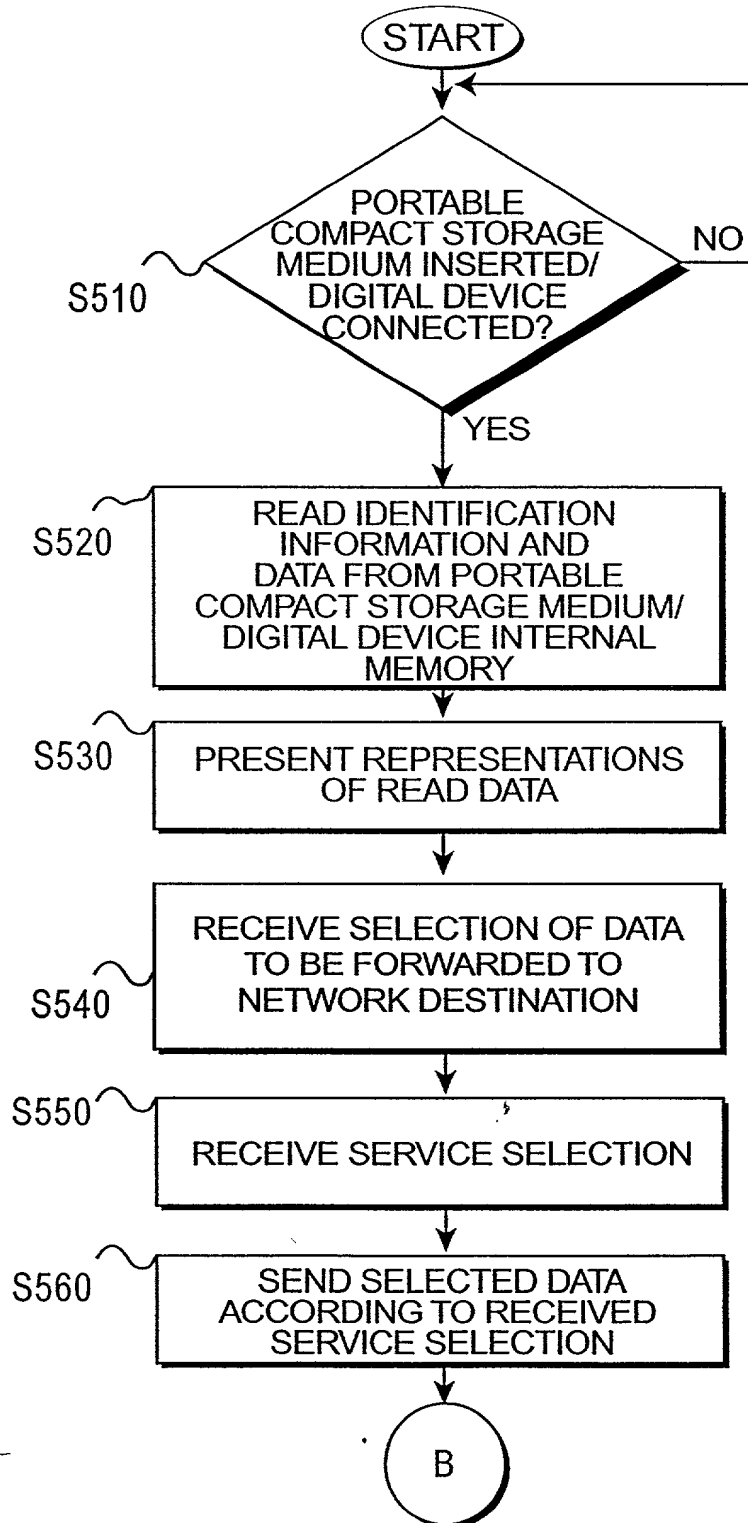 START
PORTABLE
COMPACT STORAGE
MEDIUM INSERTED/
DIGITAL DEVICE
CONNECTED?
NO
S510
YES
S520
READ IDENTIFICATION
INFORMATION AND
DATA FROM PORTABLE
COMPACT STORAGE MEDIUM/
DIGITAL DEVICE INTERNAL
MEMORY
S530
PRESENT REPRESENTATIONS
OF READ DATA
S540
RECEIVE SELECTION OF DATA
TO BE FORWARDED TO
NETWORK DESTINATION
S550
RECEIVE SERVICE SELECTION
S560
SEND SELECTED DATA
ACCORDING TO RECEIVED
SERVICE SELECTION
B